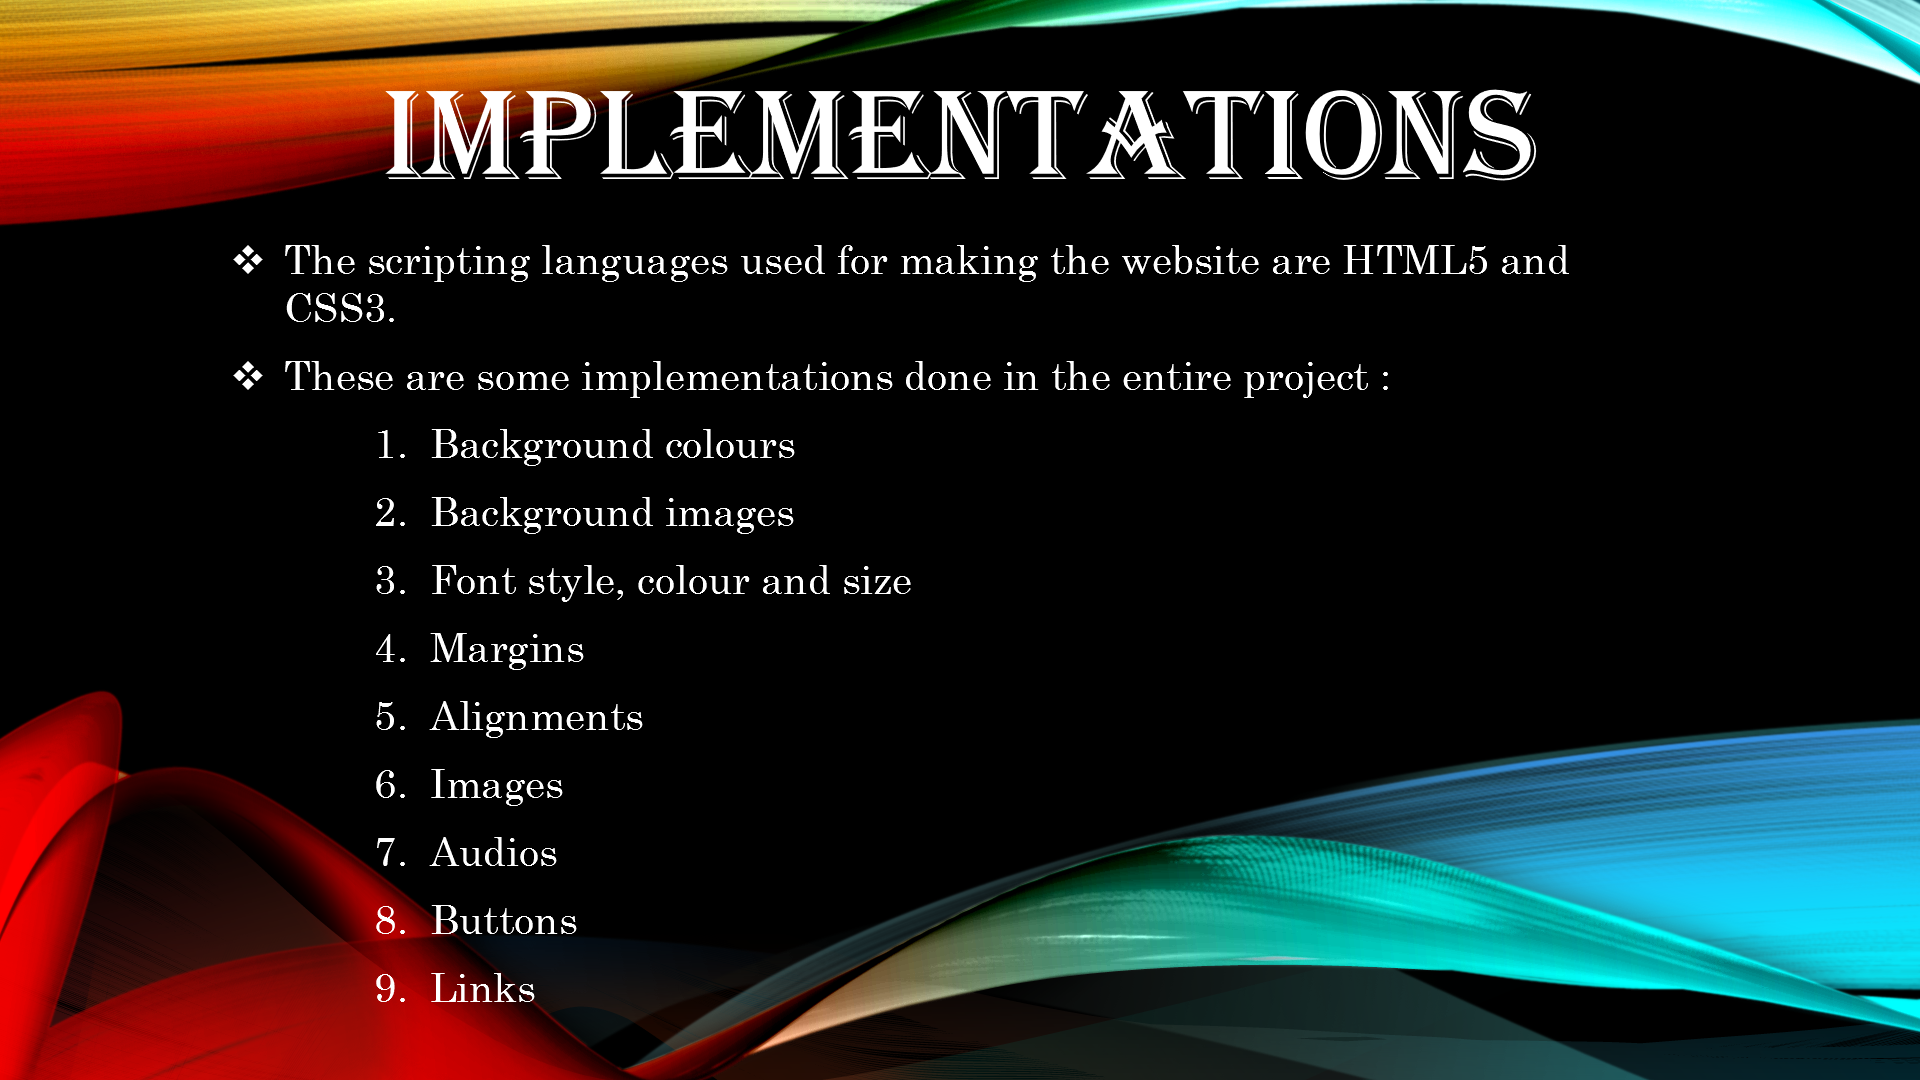 IMPLEMENTATIONS
❖ The scripting languages used for making the website are HTML5 and
CSS3.
❖ These are some implementations done in the entire project :
1. Background colours
2. Background images
3. Font style, colour and size
4. Margins
5. Alignments
6. Images
7. Audios
8. Buttons
9. Links